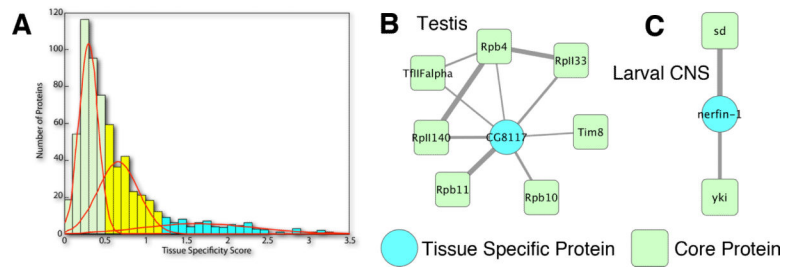 A
120
100
80
60
40
20
0
Number of Proteins
0 0.5 1 1.5 2 2.5 3 3.5
Tissue Specificity Score
B Testis
Rpb4
RpII33
TfIIFalpha
RpII140
CG8117
Tim8
Rpb11
Rpb10
C
Larval CNS
sd
nerfin-1
yki
Tissue Specific Protein
Core Protein